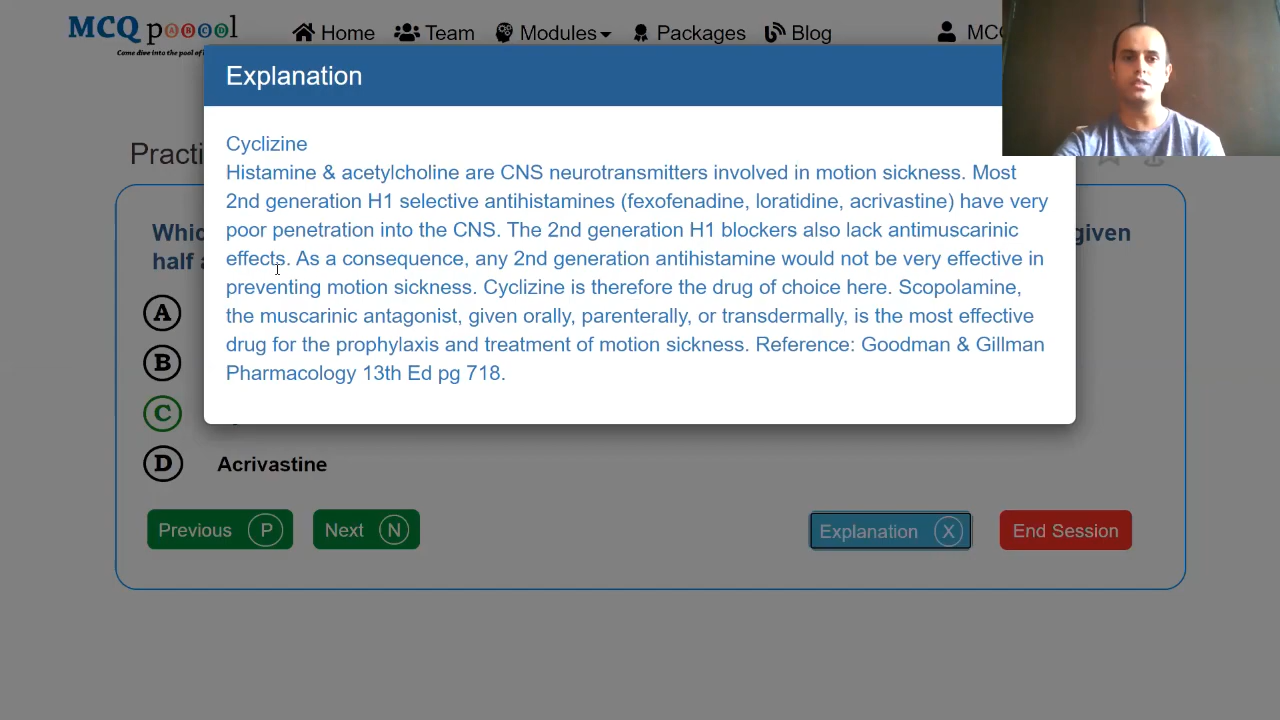 MCQ pooool
Home Team Modules Packages Blog
Explanation
Practi
Cyclizine
Histamine & acetylcholine are CNS neurotransmitters involved in motion sickness. Most
2nd generation H1 selective antihistamines (fexofenadine, loratidine, acrivastine) have very
poor penetration into the CNS. The 2nd generation H1 blockers also lack antimuscarinic
effects. As a consequence, any 2nd generation antihistamine would not be very effective in
preventing motion sickness. Cyclizine is therefore the drug of choice here. Scopolamine,
the muscarinic antagonist, given orally, parenterally, or transdermally, is the most effective
drug for the prophylaxis and treatment of motion sickness. Reference: Goodman & Gillman
Pharmacology 13th Ed pg 718.
given
half
A
B
C
D Acrivastine
Previous P Next N Explanation X End Session